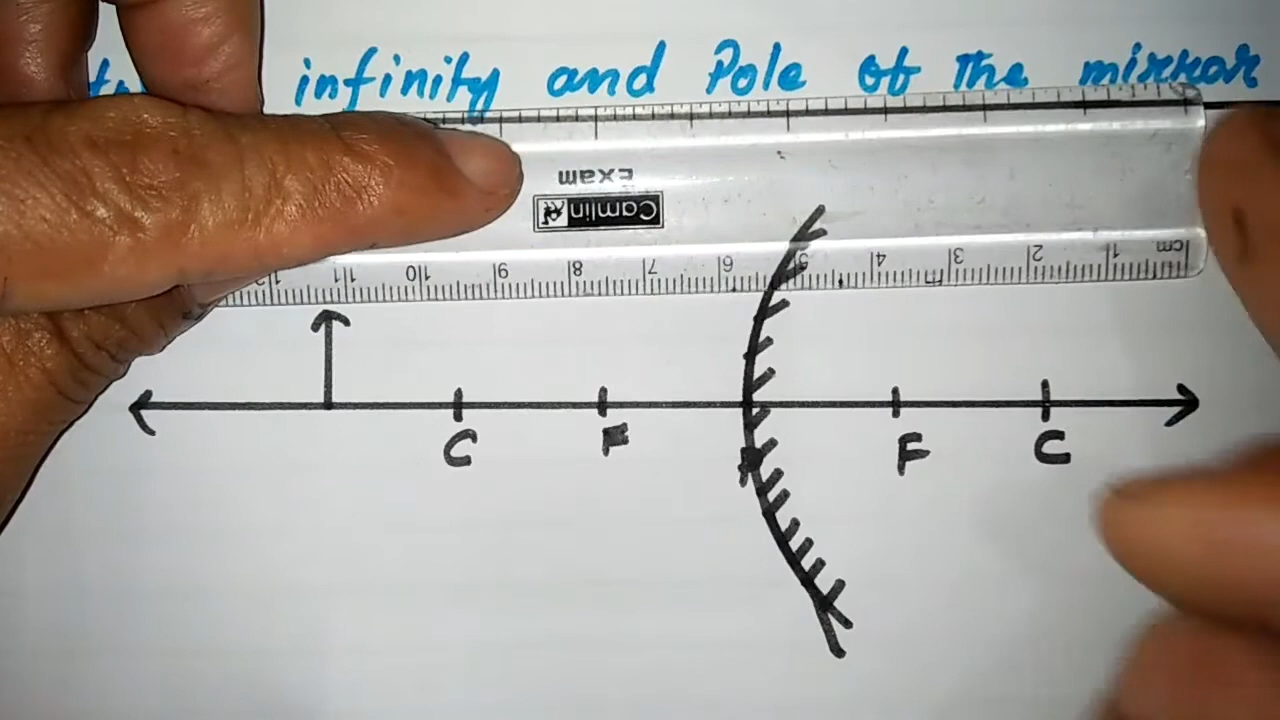 infinity and Pole of the mirror
Exam
Camlin
12 11 10 9 8 7 6 5 4 3 2 1 cm
C F P F C